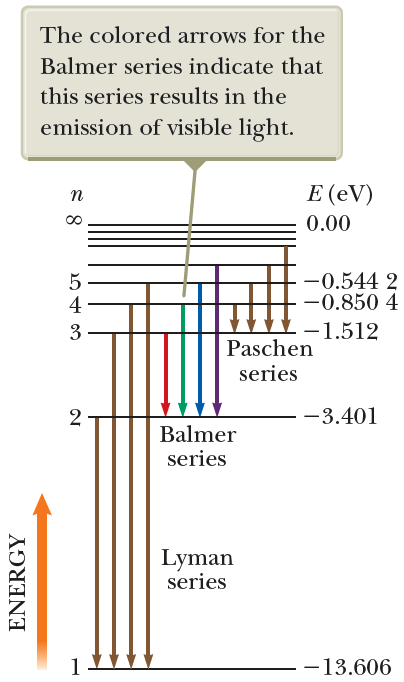 The colored arrows for the
Balmer series indicate that
this series results in the
emission of visible light.
n
E (eV)
∞
0.00
5
−0.544 2
4
−0.850 4
3
−1.512
Paschen
series
2
−3.401
Balmer
series
ENERGY
Lyman
series
1
−13.606